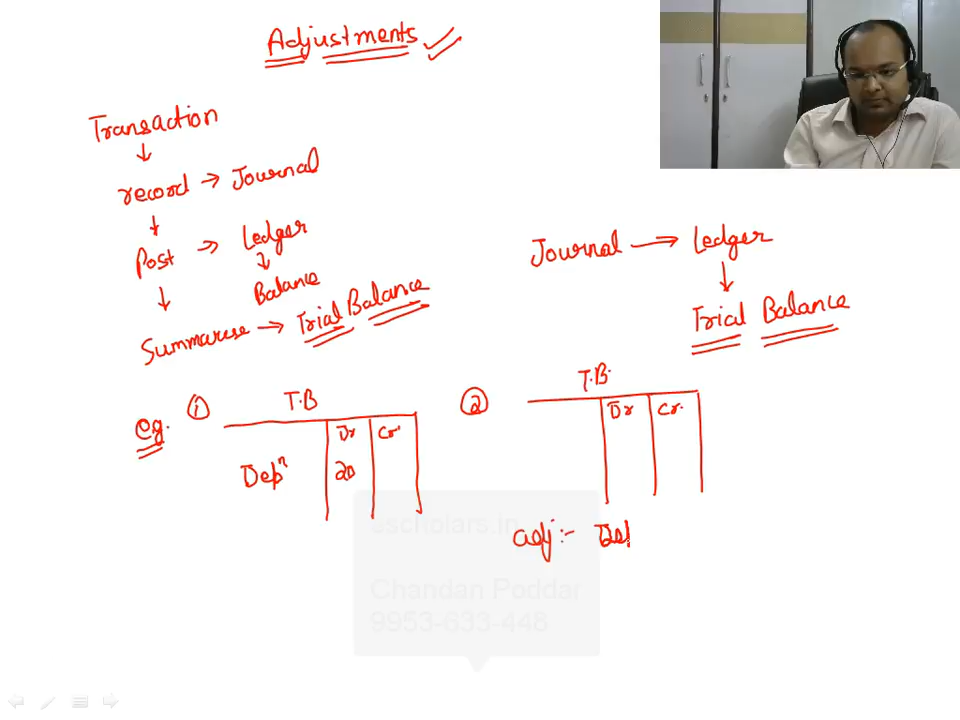 Adjustments
Transaction
record → Journal
Post → Ledger
Balance
Summarise → Trial Balance
Journal → Ledger
Trial Balance
eg. ① T.B
Dr Cr
Depⁿ 20
② T.B.
Dr Cr.
adj:- Dep
escholars.in
Chandan Poddar
9953-633-448